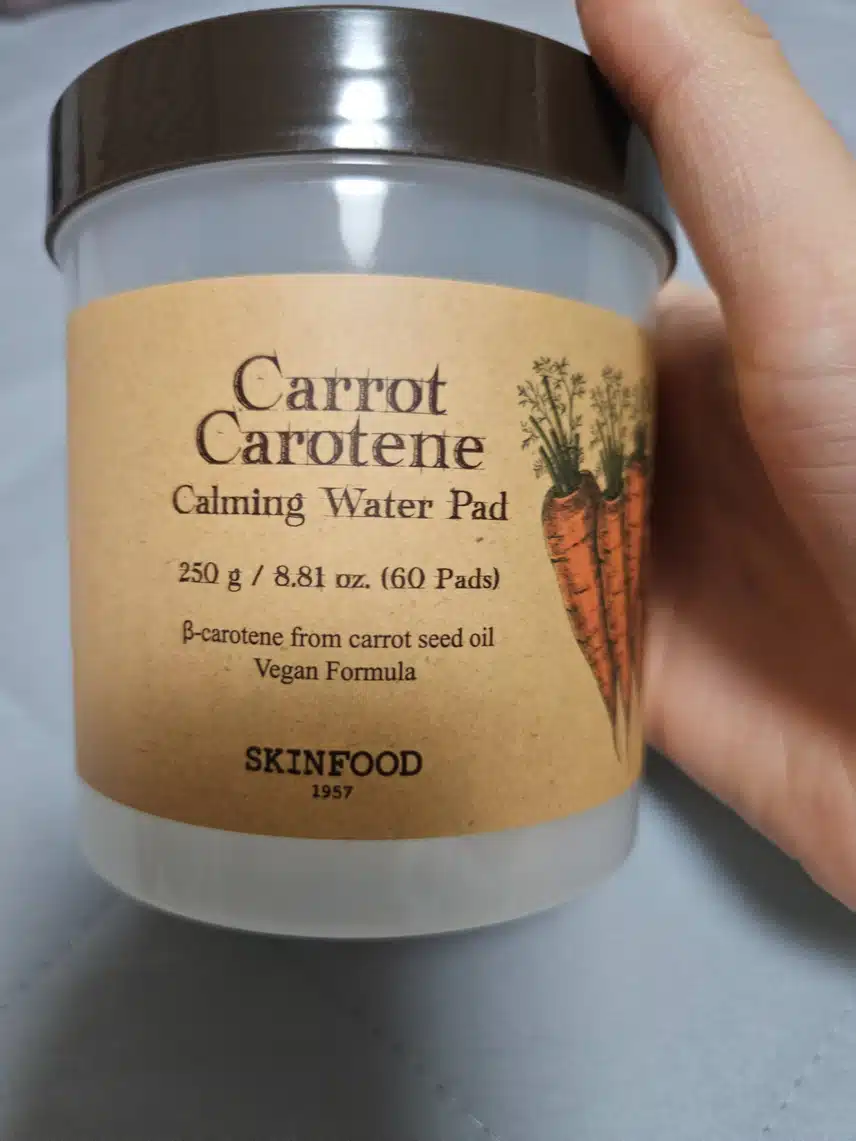 Carrot
Carotene
Calming Water Pad
250 g / 8.81 oz. (60 Pads)
β-carotene from carrot seed oil
Vegan Formula
SKINFOOD
1957